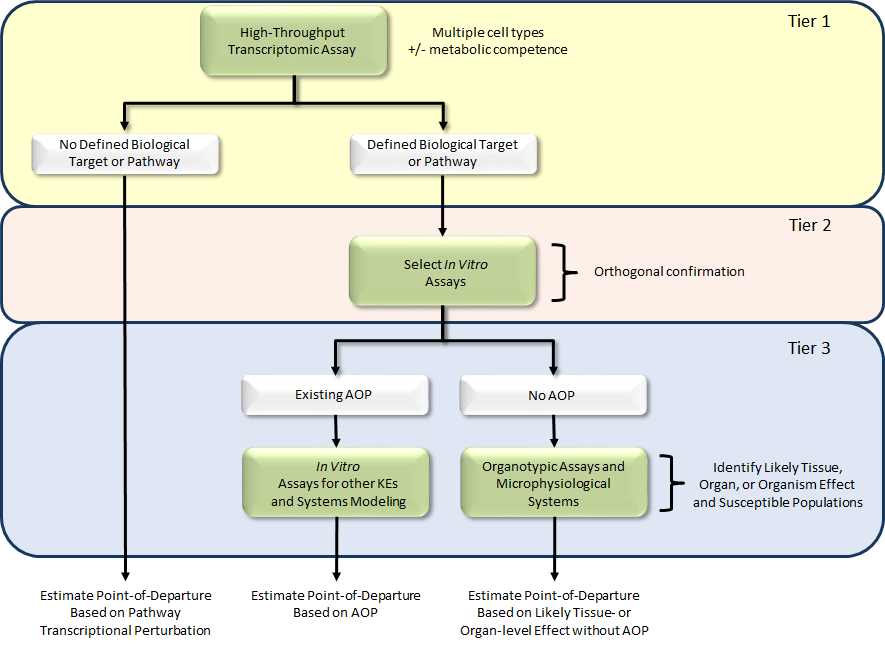 Tier 1
High-Throughput
Transcriptomic Assay
Multiple cell types
+/- metabolic competence
No Defined Biological
Target or Pathway
Defined Biological Target
or Pathway
Tier 2
Select In Vitro
Assays
Orthogonal confirmation
Tier 3
Existing AOP
No AOP
In Vitro
Assays for other KEs
and Systems Modeling
Organotypic Assays and
Microphysiological
Systems
Identify Likely Tissue,
Organ, or Organism Effect
and Susceptible Populations
Estimate Point-of-Departure
Based on Pathway
Transcriptional Perturbation
Estimate Point-of-Departure
Based on AOP
Estimate Point-of-Departure
Based on Likely Tissue- or
Organ-level Effect without AOP